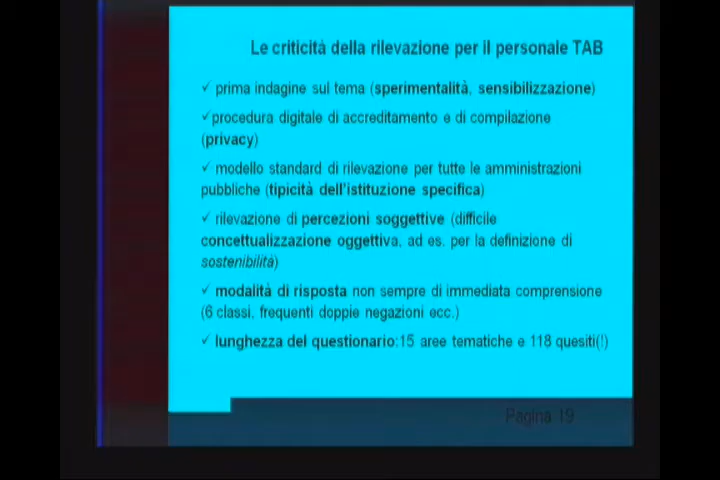 Le criticità della rilevazione per il personale TAB
✓ prima indagine sul tema (sperimentalità, sensibilizzazione)
✓procedura digitale di accreditamento e di compilazione
(privacy)
✓ modello standard di rilevazione per tutte le amministrazioni
pubbliche (tipicità dell'istituzione specifica)
✓ rilevazione di percezioni soggettive (difficile
concettualizzazione oggettiva, ad es. per la definizione di
sostenibilità)
✓ modalità di risposta non sempre di immediata comprensione
(6 classi, frequenti doppie negazioni ecc.)
✓ lunghezza del questionario:15 aree tematiche e 118 quesiti(!)
Pagina 19